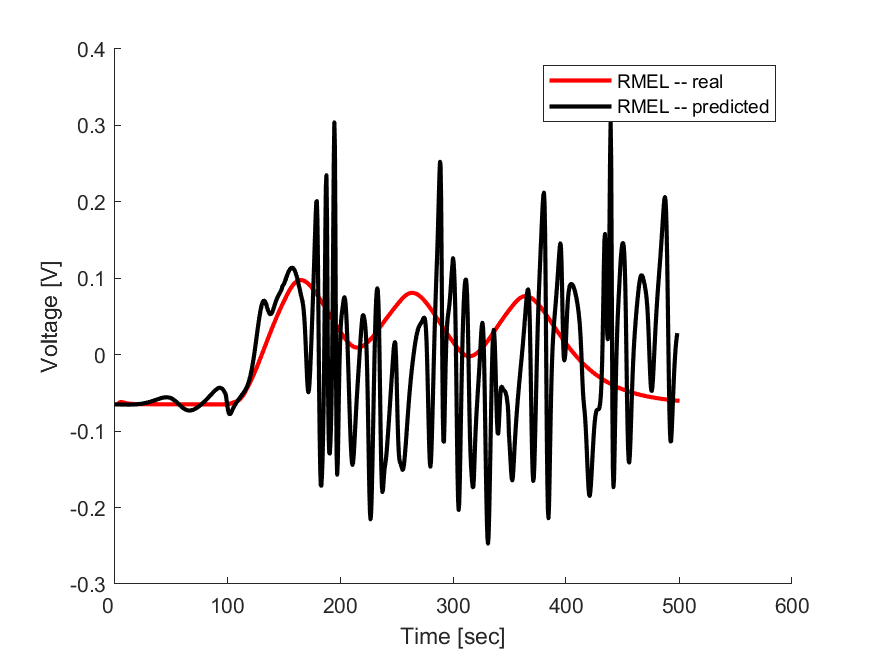 0.4
0.3
0.2
0.1
0
-0.1
-0.2
-0.3
Voltage [V]
RMEL -- real
RMEL -- predicted
0 100 200 300 400 500 600
Time [sec]